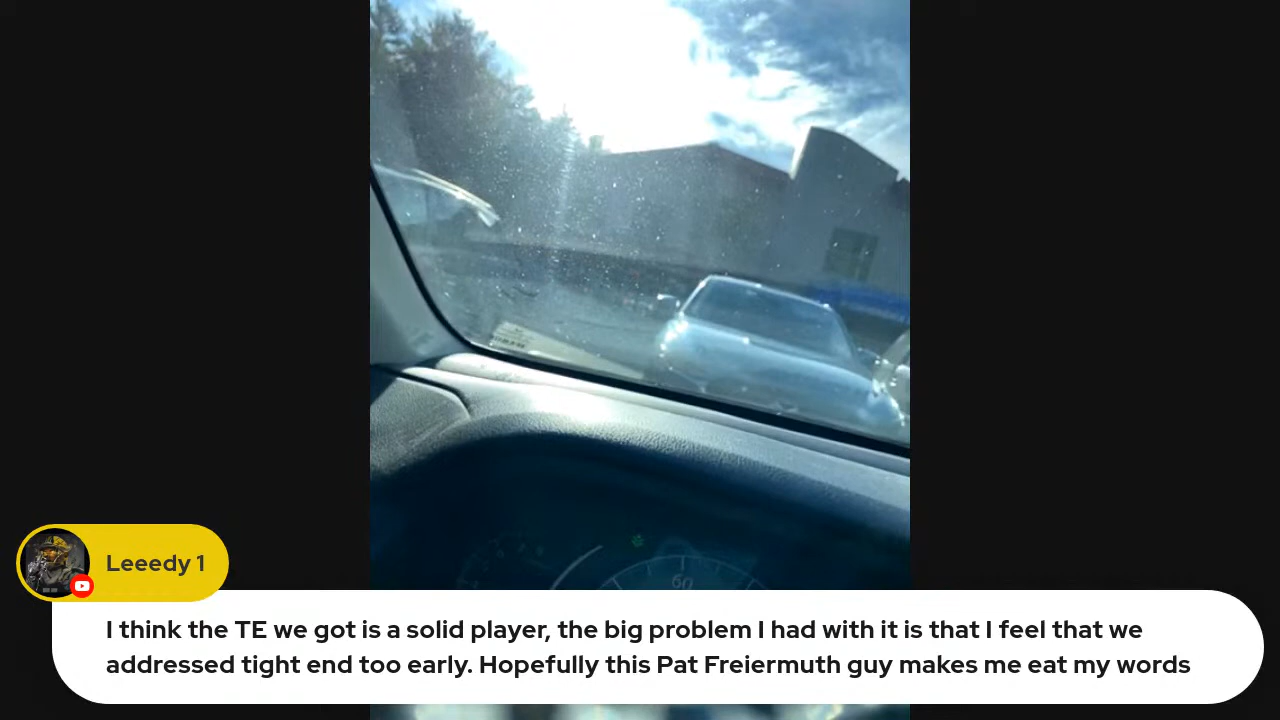 60
Leeedy 1
I think the TE we got is a solid player, the big problem I had with it is that I feel that we
addressed tight end too early. Hopefully this Pat Freiermuth guy makes me eat my words